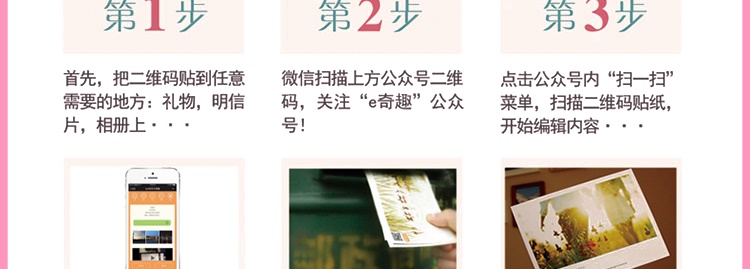 第1步
首先，把二维码贴到任意
需要的地方：礼物，明信
片，相册上···
第2步
微信扫描上方公众号二维
码，关注“e奇趣”公众
号！
第3步
点击公众号内“扫一扫”
菜单，扫描二维码贴纸，
开始编辑内容···